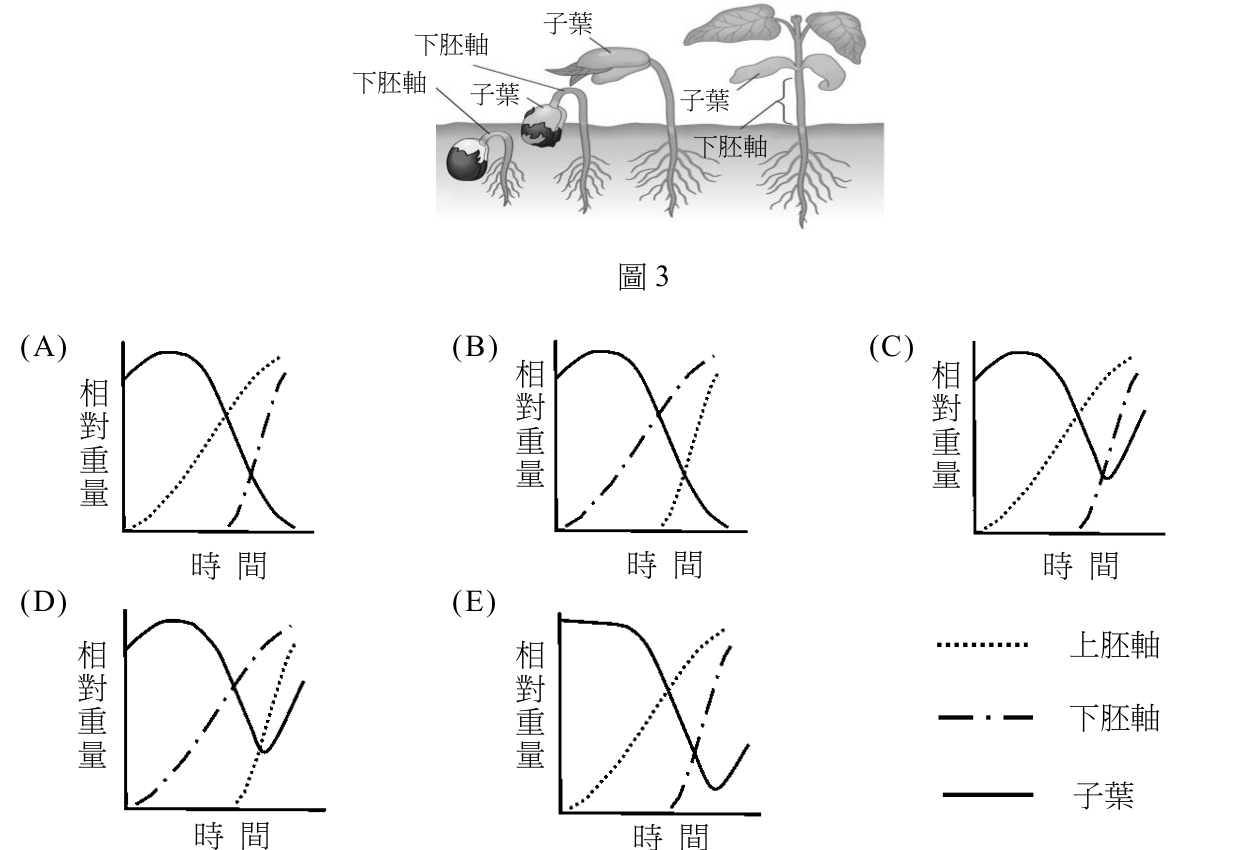 子葉
下胚軸
下胚軸
子葉
子葉
下胚軸
圖 3
(A)
相對重量
時 間
(B)
相對重量
時 間
(C)
相對重量
時 間
(D)
相對重量
時 間
(E)
相對重量
時 間
上胚軸
下胚軸
子葉